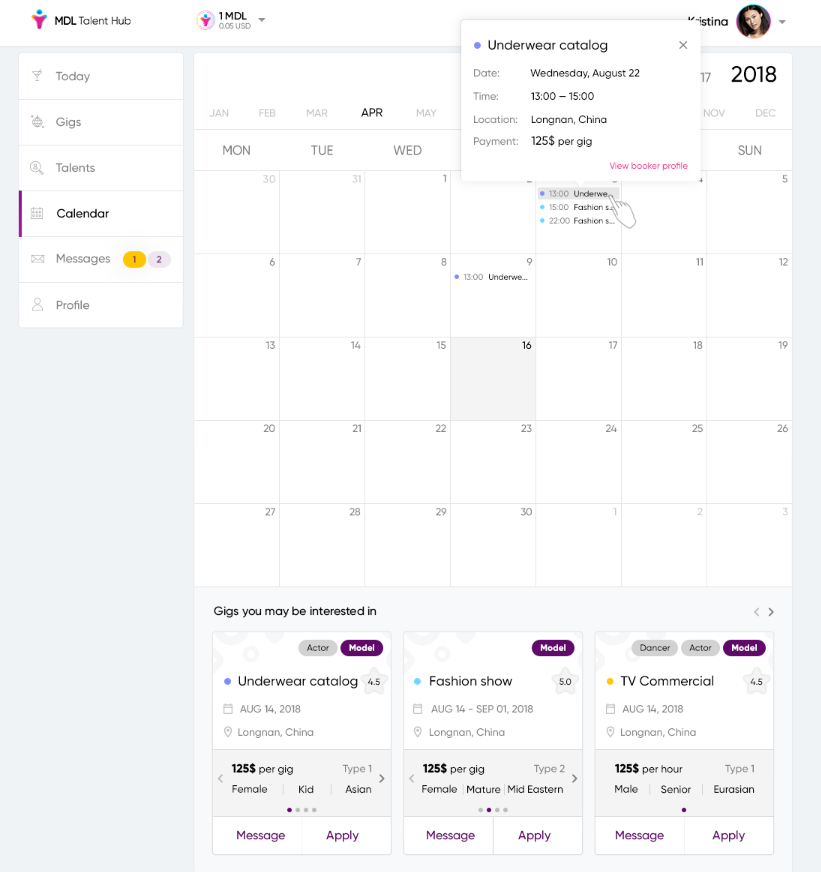 MDL Talent Hub
1 MDL
0.05 USD
Kristina
Today
Gigs
Talents
Calendar
Messages 1 2
Profile
17 2018
JAN FEB MAR APR MAY NOV DEC
Underwear catalog
Date: Wednesday, August 22
Time: 13:00 – 15:00
Location: Longnan, China
Payment: 125$ per gig
View booker profile
MON TUE WED SUN
30 31 1 5
13:00 Underwe...
15:00 Fashion s...
22:00 Fashion s...
6 7 8 9 10 11 12
13:00 Underwe...
13 14 15 16 17 18 19
20 21 22 23 24 25 26
27 28 29 30 1 2 3
Gigs you may be interested in
Actor Model
Underwear catalog 4.5
AUG 14, 2018
Longnan, China
125$ per gig Type 1
Female Kid Asian
Message Apply
Model
Fashion show 5.0
AUG 14 - SEP 01, 2018
Longnan, China
125$ per gig Type 2
Female Mature Mid Eastern
Message Apply
Dancer Actor Model
TV Commercial 4.5
AUG 14, 2018
Longnan, China
125$ per hour Type 1
Male Senior Eurasian
Message Apply